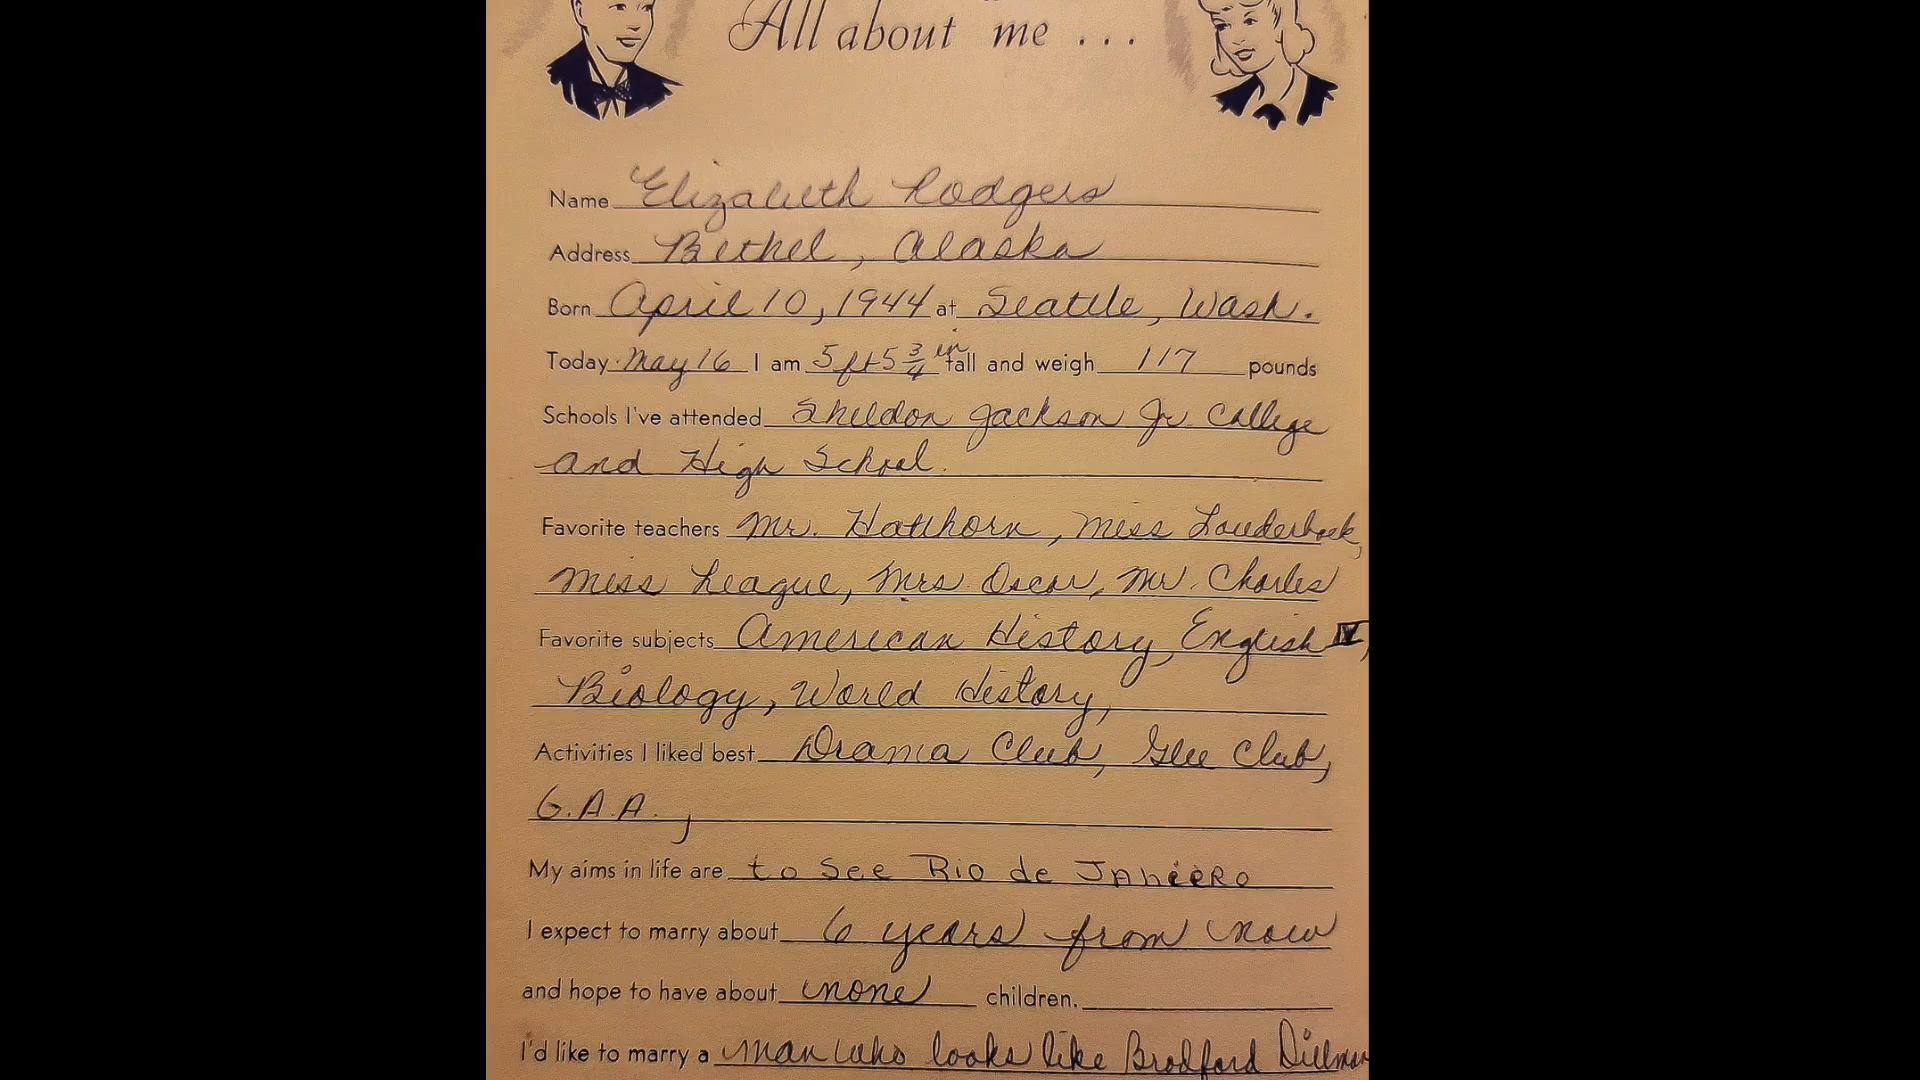 All about me ...
Name Elizabeth Rodgers
Address Bethel, Alaska
Born April 10, 1944 at Seattle, Wash.
Today May 16 I am 5 ft 5 3/4 in tall and weigh 117 pounds
Schools I've attended Sheldon Jackson Jr College
and High School.
Favorite teachers Mr. Hawthorn, Miss Louderback,
Miss League, Mrs. Oscar, Mr. Charles
Favorite subjects American History, English IV,
Biology, World History,
Activities I liked best Drama Club, Glee Club,
G.A.A.,
My aims in life are to see Rio de Janiero
I expect to marry about 6 years from now
and hope to have about none children.
I'd like to marry a man who looks like Bradford Dillman